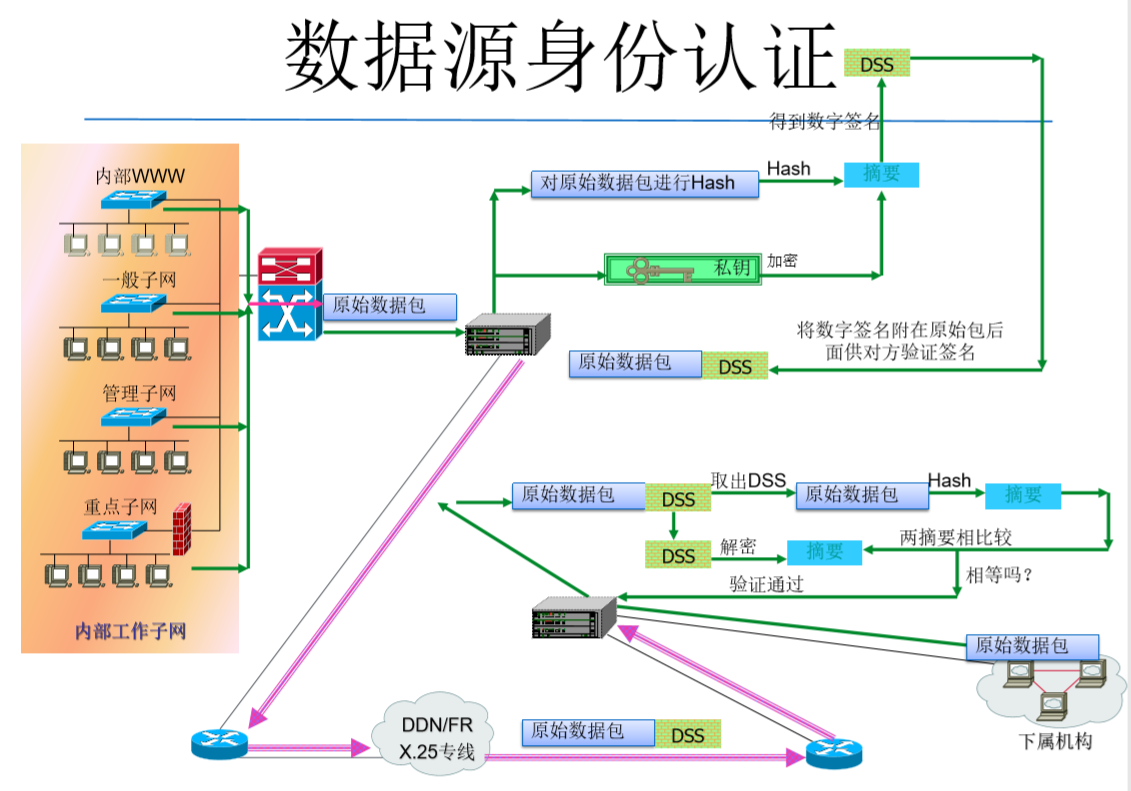 数据源身份认证
DSS
得到数字签名
内部WWW
对原始数据包进行Hash
Hash
摘要
一般子网
私钥
加密
原始数据包
将数字签名附在原始包后
面供对方验证签名
原始数据包
DSS
管理子网
原始数据包
DSS
取出DSS
原始数据包
Hash
摘要
重点子网
DSS
解密
摘要
两摘要相比较
相等吗?
验证通过
内部工作子网
原始数据包
DDN/FR
X.25专线
原始数据包
DSS
下属机构